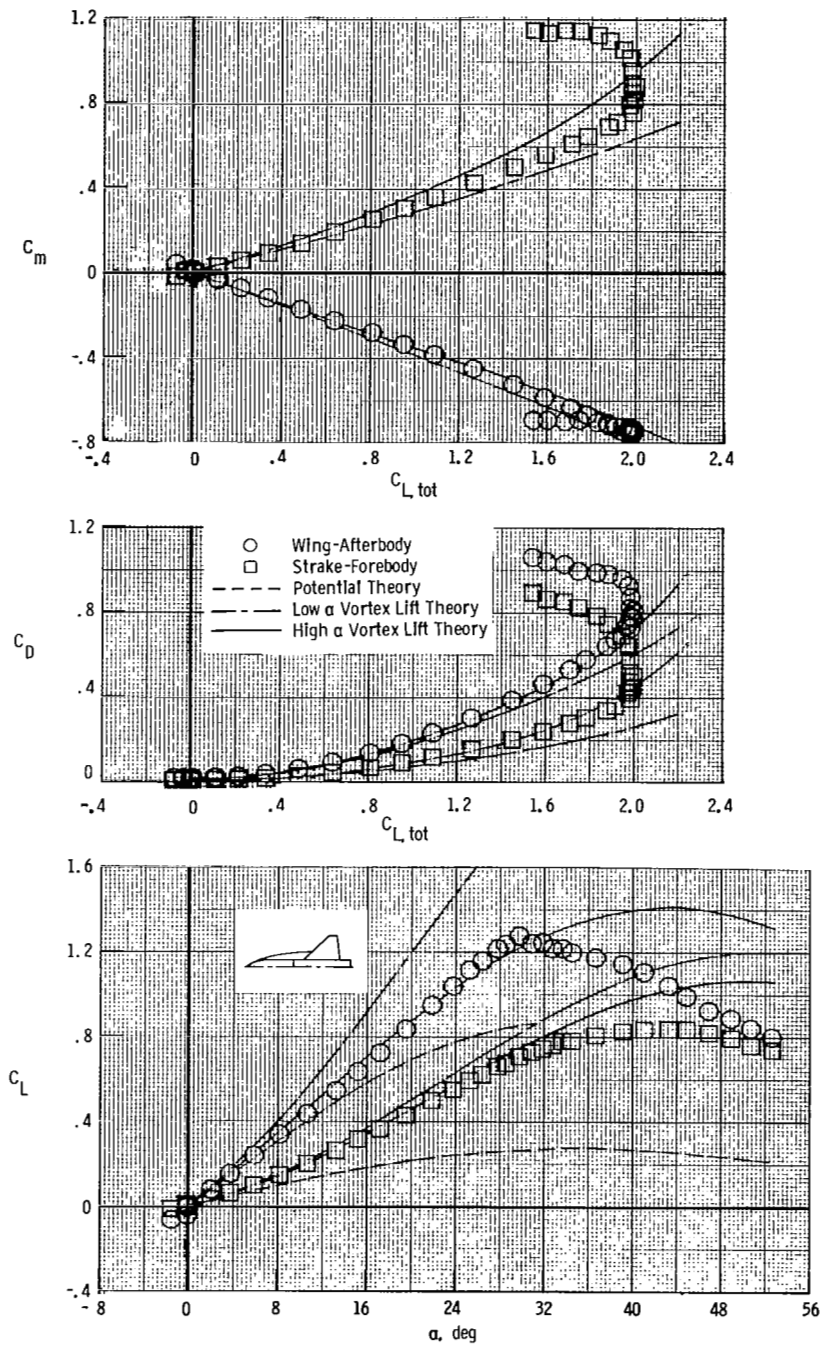 1.2
.8
.4
C_m
0
-.4
-.8
-.4 0 .4 .8 1.2 1.6 2.0 2.4
C_L, tot
1.2
Wing-Afterbody
Strake-Forebody
Potential Theory
Low α Vortex Lift Theory
High α Vortex Lift Theory
.8
C_D
.4
0
-.4 0 .4 .8 1.2 1.6 2.0 2.4
C_L, tot
1.6
1.2
.8
C_L
.4
0
-.4
-8 0 8 16 24 32 40 48 56
α, deg